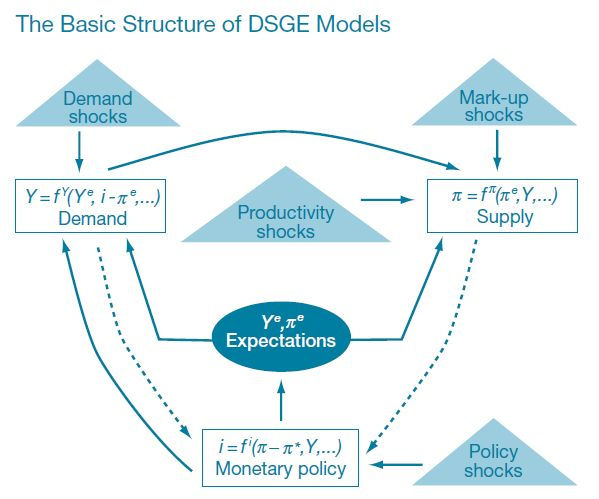 The Basic Structure of DSGE Models
Demand
shocks
Mark-up
shocks
Y = f^Y(Y^e, i - π^e,...)
Demand
Productivity
shocks
π = f^π(π^e,Y,...)
Supply
Y^e,π^e
Expectations
i = f^i(π – π*,Y,...)
Monetary policy
Policy
shocks